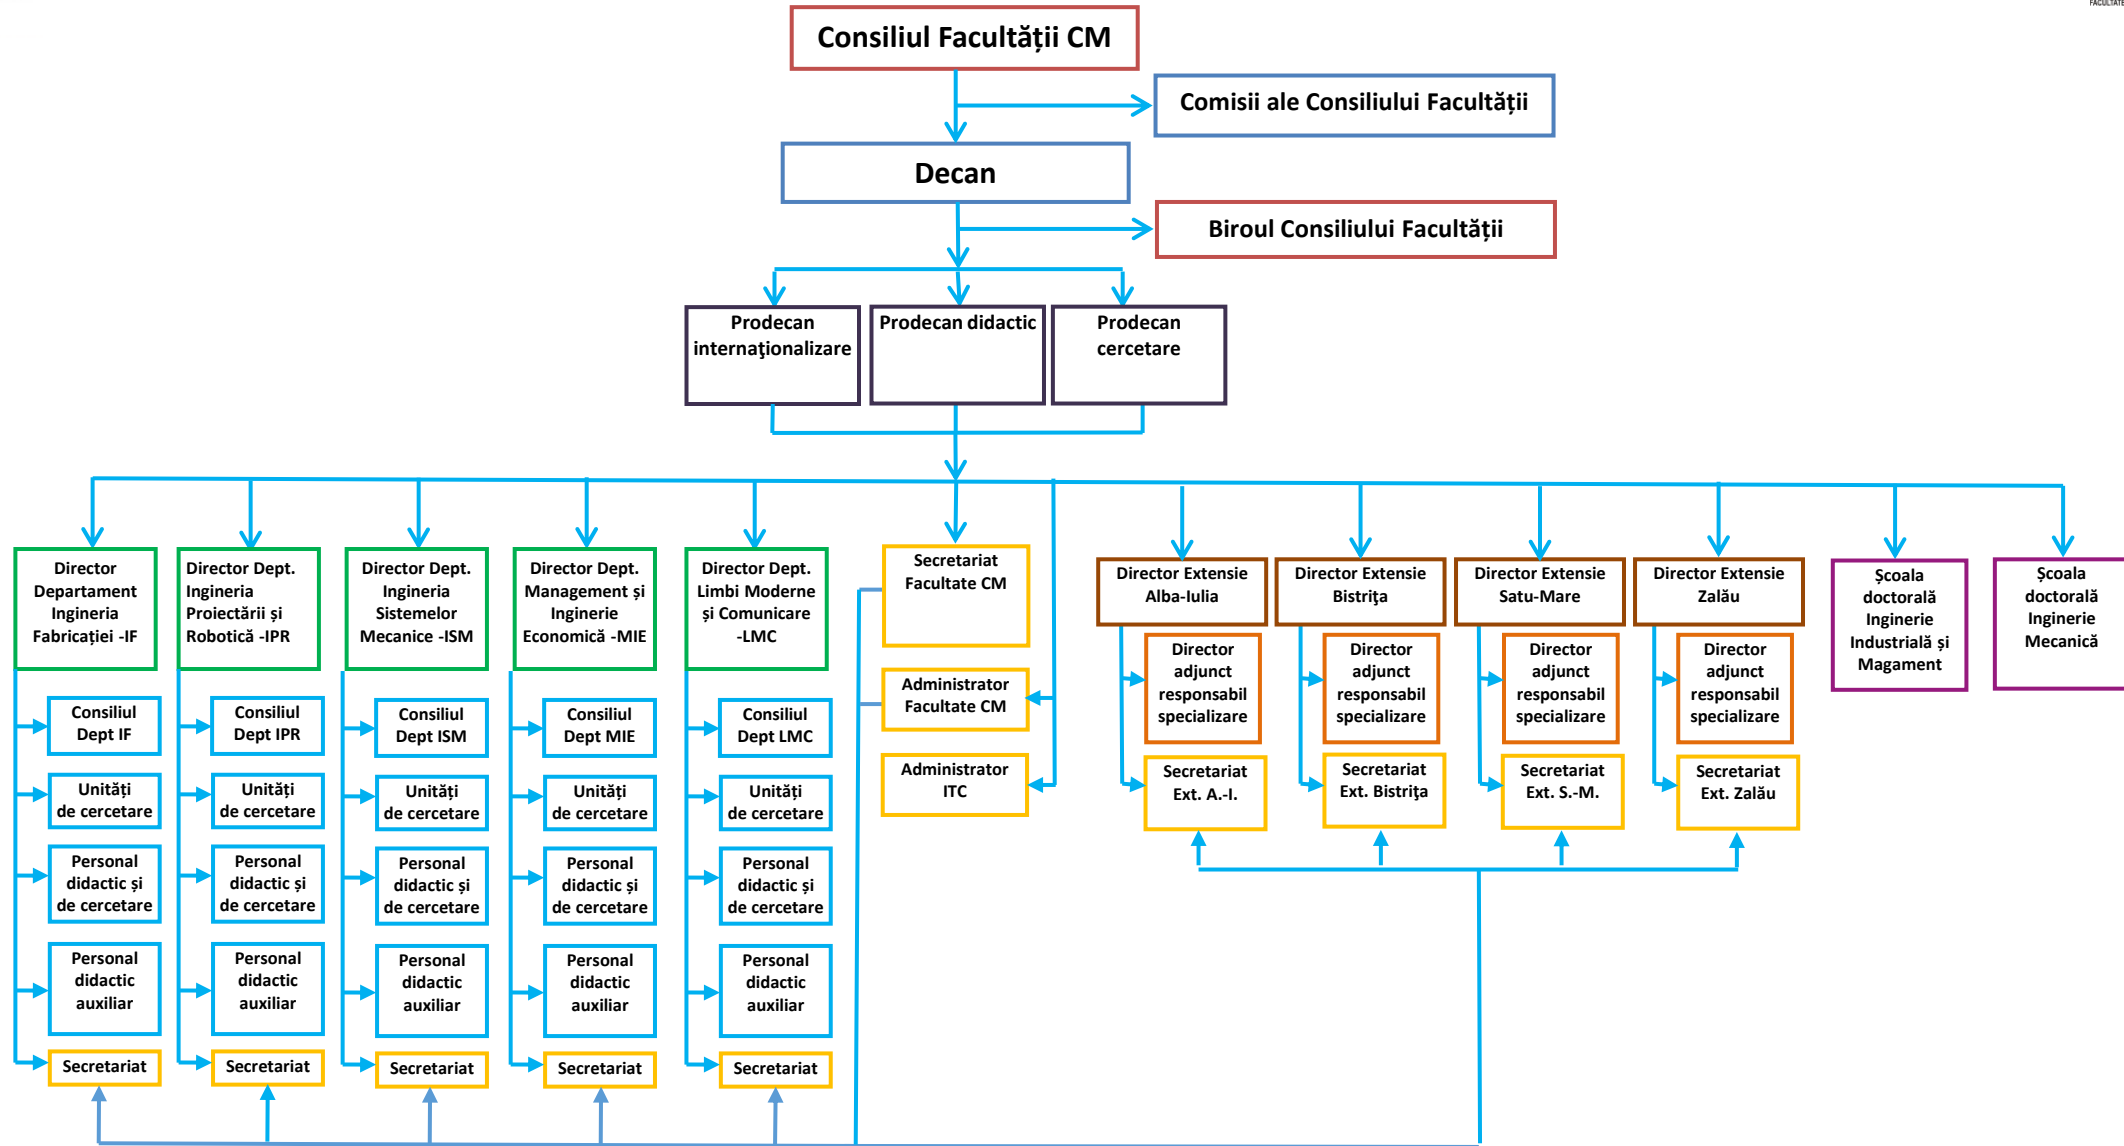 FACULTATE
Consiliul Facultății CM
Comisii ale Consiliului Facultății
Decan
Biroul Consiliului Facultății
Prodecan
internaţionalizare
Prodecan didactic
Prodecan
cercetare
Director
Departament
Ingineria
Fabricației -IF
Director Dept.
Ingineria
Proiectării și
Robotică -IPR
Director Dept.
Ingineria
Sistemelor
Mecanice -ISM
Director Dept.
Management și
Inginerie
Economică -MIE
Director Dept.
Limbi Moderne
și Comunicare
-LMC
Secretariat
Facultate CM
Director Extensie
Alba-Iulia
Director Extensie
Bistriţa
Director Extensie
Satu-Mare
Director Extensie
Zalău
Școala
doctorală
Inginerie
Industrială și
Magament
Școala
doctorală
Inginerie
Mecanică
Administrator
Facultate CM
Administrator
ITC
Director
adjunct
responsabil
specializare
Director
adjunct
responsabil
specializare
Director
adjunct
responsabil
specializare
Director
adjunct
responsabil
specializare
Secretariat
Ext. A.-I.
Secretariat
Ext. Bistriţa
Secretariat
Ext. S.-M.
Secretariat
Ext. Zalău
Consiliul
Dept IF
Consiliul
Dept IPR
Consiliul
Dept ISM
Consiliul
Dept MIE
Consiliul
Dept LMC
Unități
de cercetare
Unități
de cercetare
Unități
de cercetare
Unități
de cercetare
Unități
de cercetare
Personal
didactic și
de cercetare
Personal
didactic și
de cercetare
Personal
didactic și
de cercetare
Personal
didactic și
de cercetare
Personal
didactic și
de cercetare
Personal
didactic
auxiliar
Personal
didactic
auxiliar
Personal
didactic
auxiliar
Personal
didactic
auxiliar
Personal
didactic
auxiliar
Secretariat
Secretariat
Secretariat
Secretariat
Secretariat